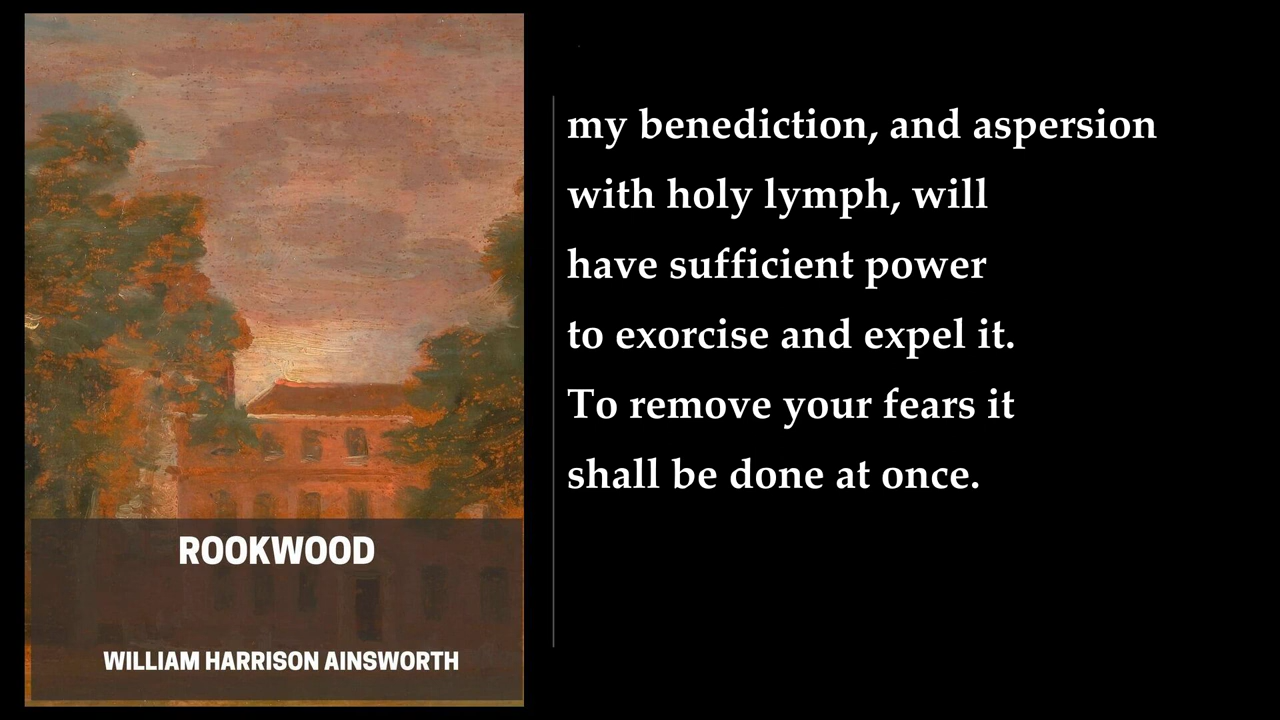 ROOKWOOD
WILLIAM HARRISON AINSWORTH
my benediction, and aspersion
with holy lymph, will
have sufficient power
to exorcise and expel it.
To remove your fears it
shall be done at once.